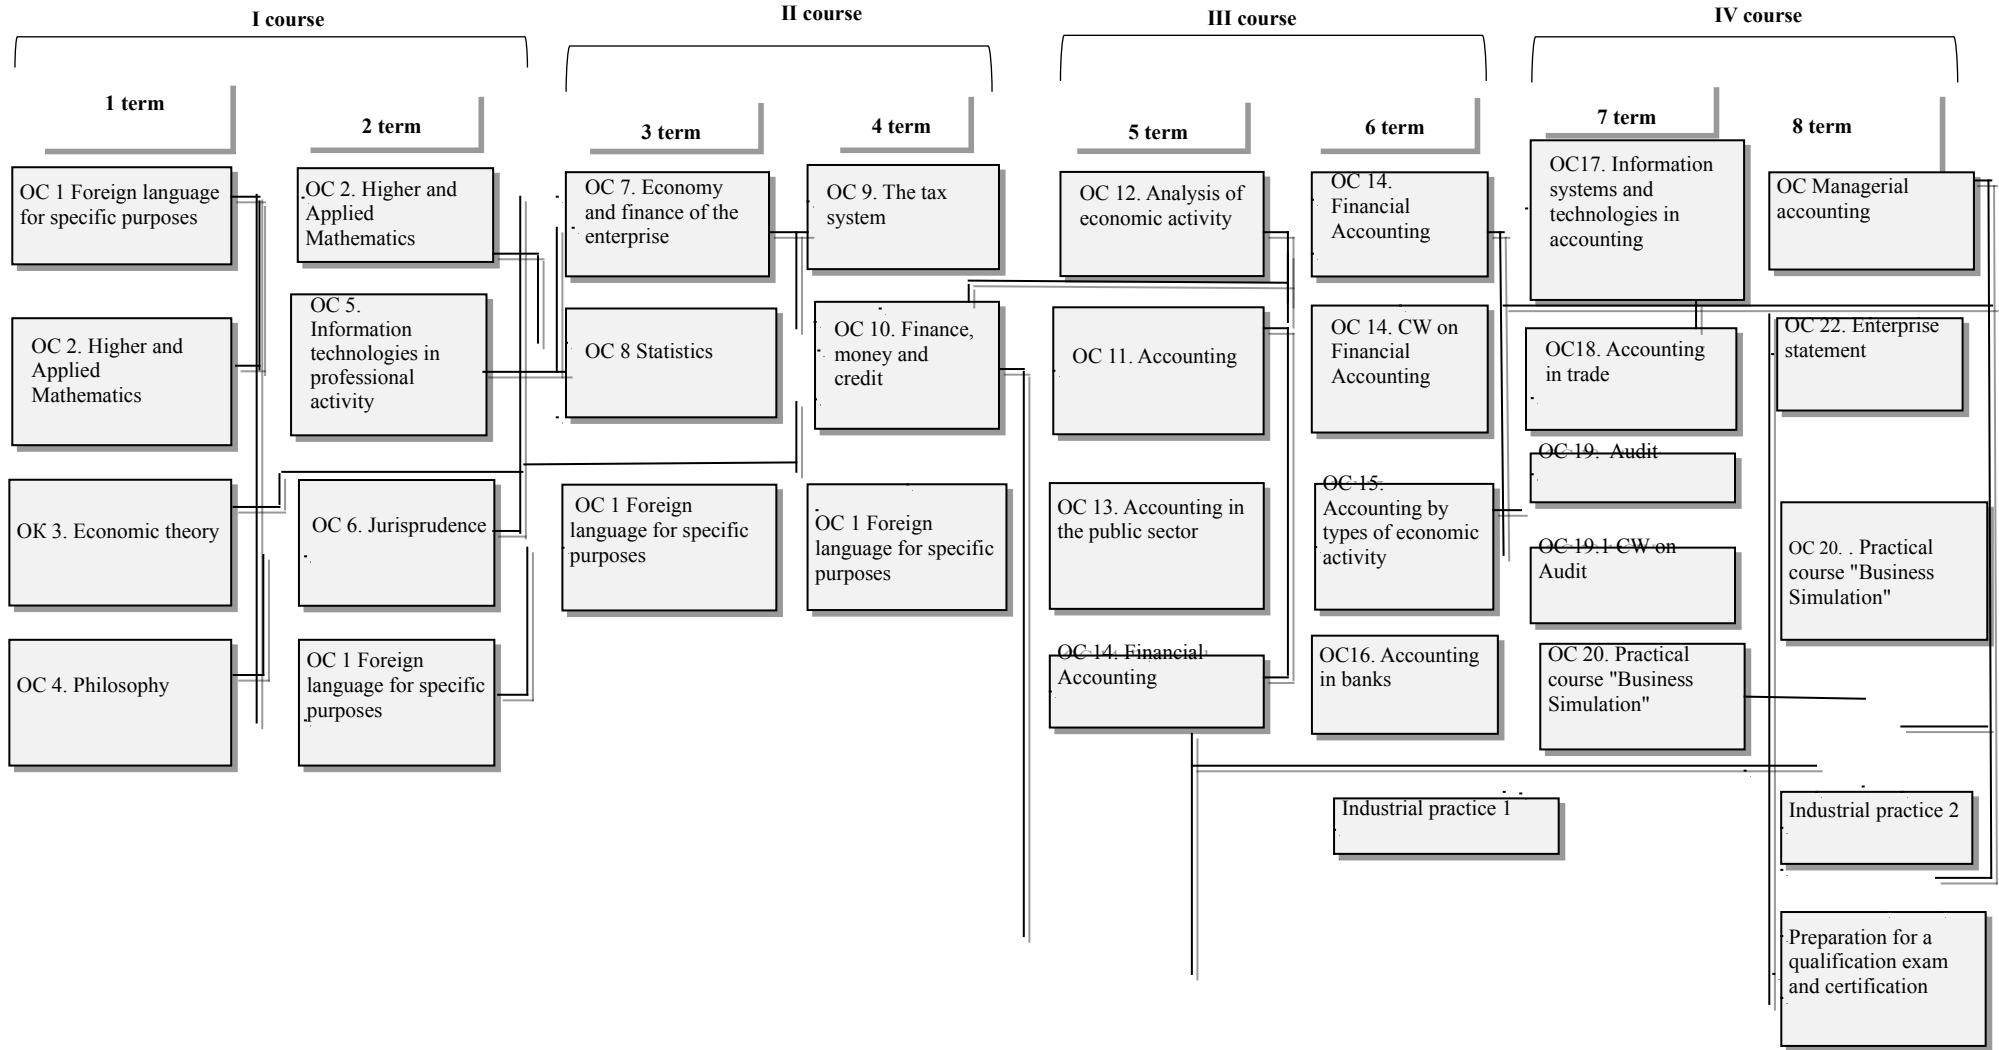 I course
II course
III course
IV course
1 term
2 term
3 term
4 term
5 term
6 term
7 term
8 term
OC 1 Foreign language
for specific purposes
OC 2. Higher and
Applied
Mathematics
OK 3. Economic theory
OC 4. Philosophy
OC 2. Higher and
Applied
Mathematics
OC 5.
Information
technologies in
professional
activity
OC 6. Jurisprudence
OC 1 Foreign
language for specific
purposes
OC 7. Economy
and finance of the
enterprise
OC 8 Statistics
OC 1 Foreign
language for specific
purposes
OC 9. The tax
system
OC 10. Finance,
money and
credit
OC 1 Foreign
language for specific
purposes
OC 12. Analysis of
economic activity
OC 11. Accounting
OC 13. Accounting in
the public sector
OC 14. Financial
Accounting
OC 14.
Financial
Accounting
OC 14. CW on
Financial
Accounting
OC 15.
Accounting by
types of economic
activity
OC16. Accounting
in banks
Industrial practice 1
OC17. Information
systems and
technologies in
accounting
OC18. Accounting
in trade
OC 19. Audit
OC 19.1 CW on
Audit
OC 20. Practical
course "Business
Simulation"
OC Managerial
accounting
OC 22. Enterprise
statement
OC 20. . Practical
course "Business
Simulation"
Industrial practice 2
Preparation for a
qualification exam
and certification